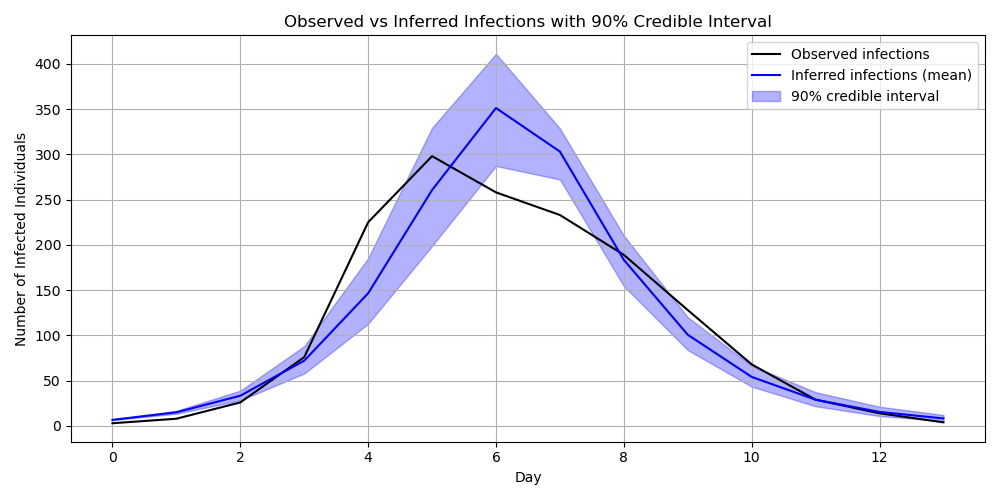 Observed vs Inferred Infections with 90% Credible Interval
Number of Infected Individuals
400
350
300
250
200
150
100
50
0
Observed infections
Inferred infections (mean)
90% credible interval
0 2 4 6 8 10 12
Day